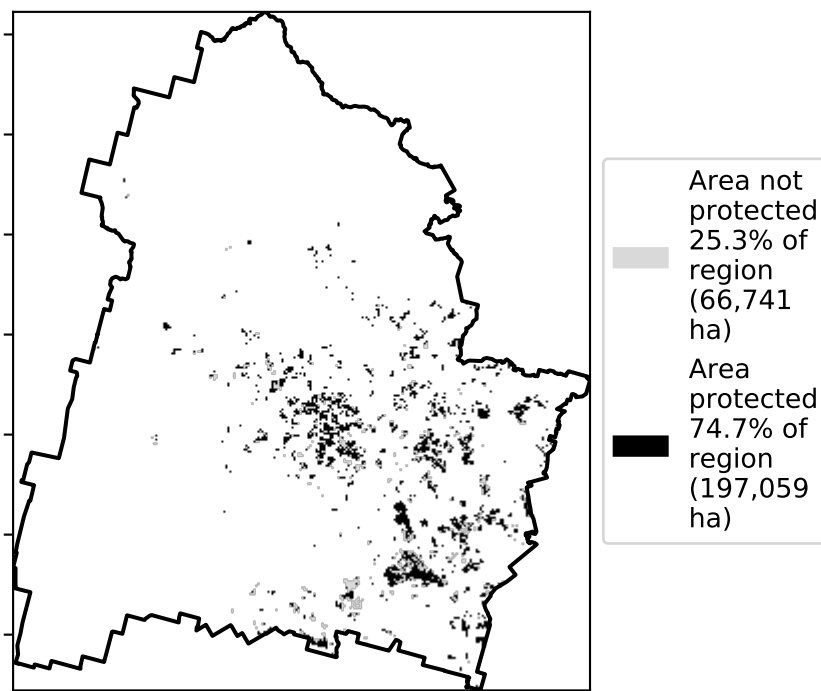 Area not
protected
25.3% of
region
(66,741
ha)
Area
protected
74.7% of
region
(197,059
ha)